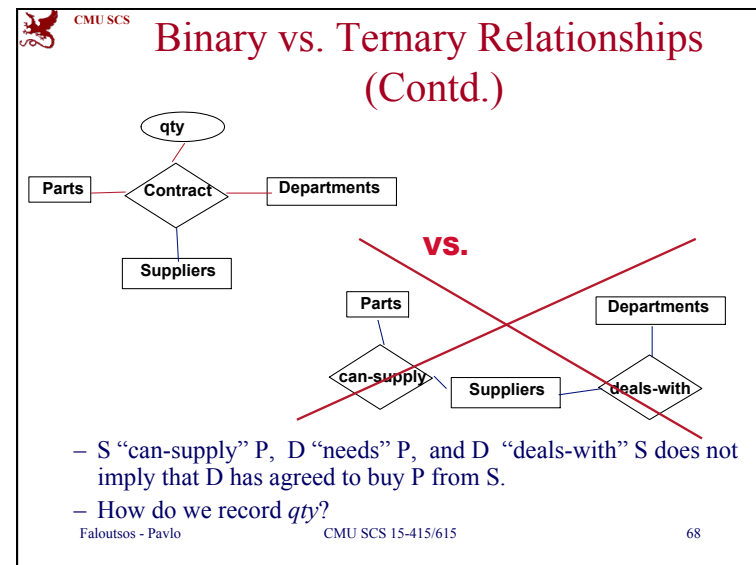 CMU SCS
Binary vs. Ternary Relationships
(Contd.)
qty
Parts
Contract
Departments
Suppliers
vs.
Parts
Departments
can-supply
Suppliers
deals-with
– S “can-supply” P, D “needs” P, and D “deals-with” S does not
imply that D has agreed to buy P from S.
– How do we record qty?
Faloutsos - Pavlo CMU SCS 15-415/615 68